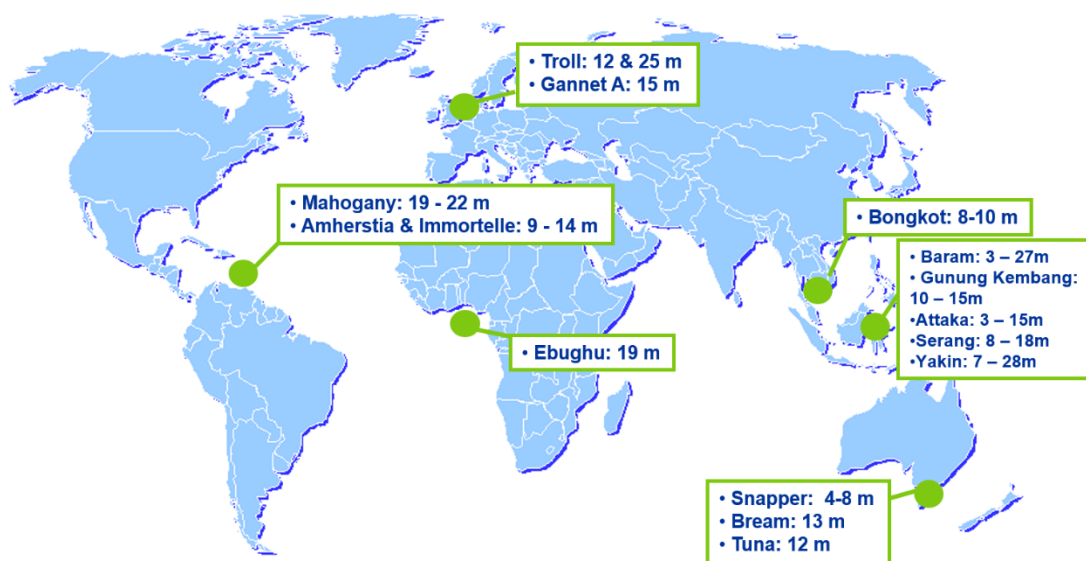 • Troll: 12 & 25 m
• Gannet A: 15 m
• Mahogany: 19 - 22 m
• Amherstia & Immortelle: 9 - 14 m
• Bongkot: 8-10 m
• Baram: 3 – 27m
• Gunung Kembang:
10 – 15m
•Attaka: 3 – 15m
•Serang: 8 – 18m
•Yakin: 7 – 28m
• Ebughu: 19 m
• Snapper: 4-8 m
• Bream: 13 m
• Tuna: 12 m